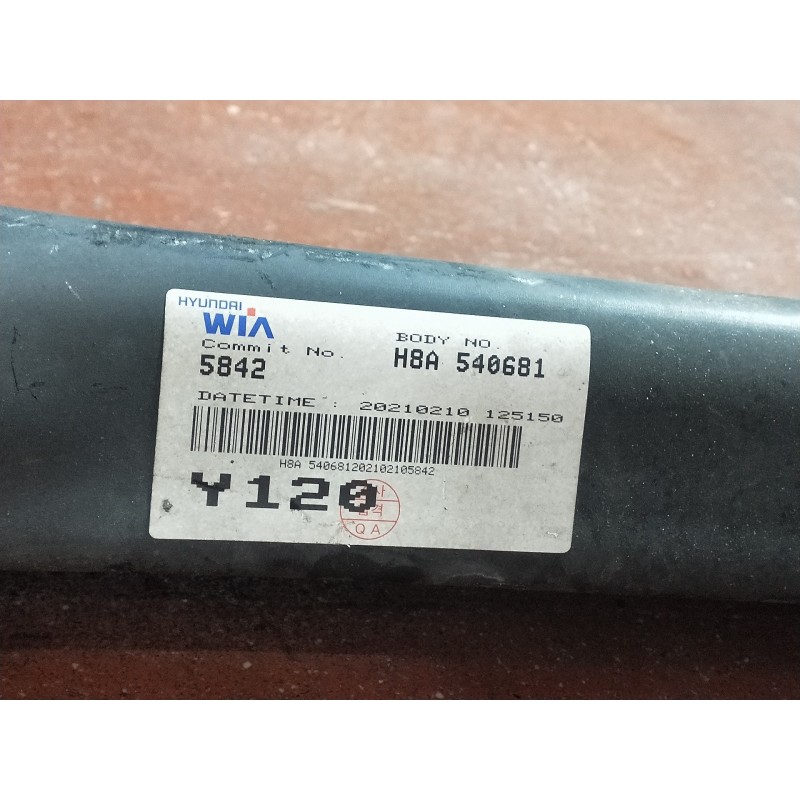 HYUNDAI
WIA
Commit No.
5842
BODY NO.
H8A 540681
DATETIME : 20210210 125150
H8A 540681202102105842
Y120
QA